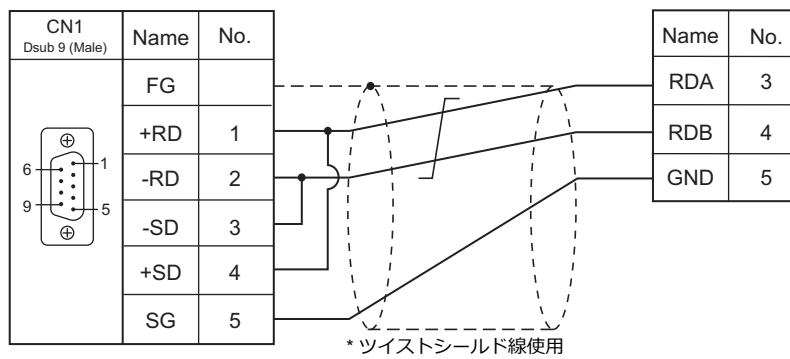 CN1
Dsub 9 (Male)
Name No.
FG
+RD 1
-RD 2
-SD 3
+SD 4
SG 5
6 1
9 5
Name No.
RDA 3
RDB 4
GND 5
* ツイストシールド線使用